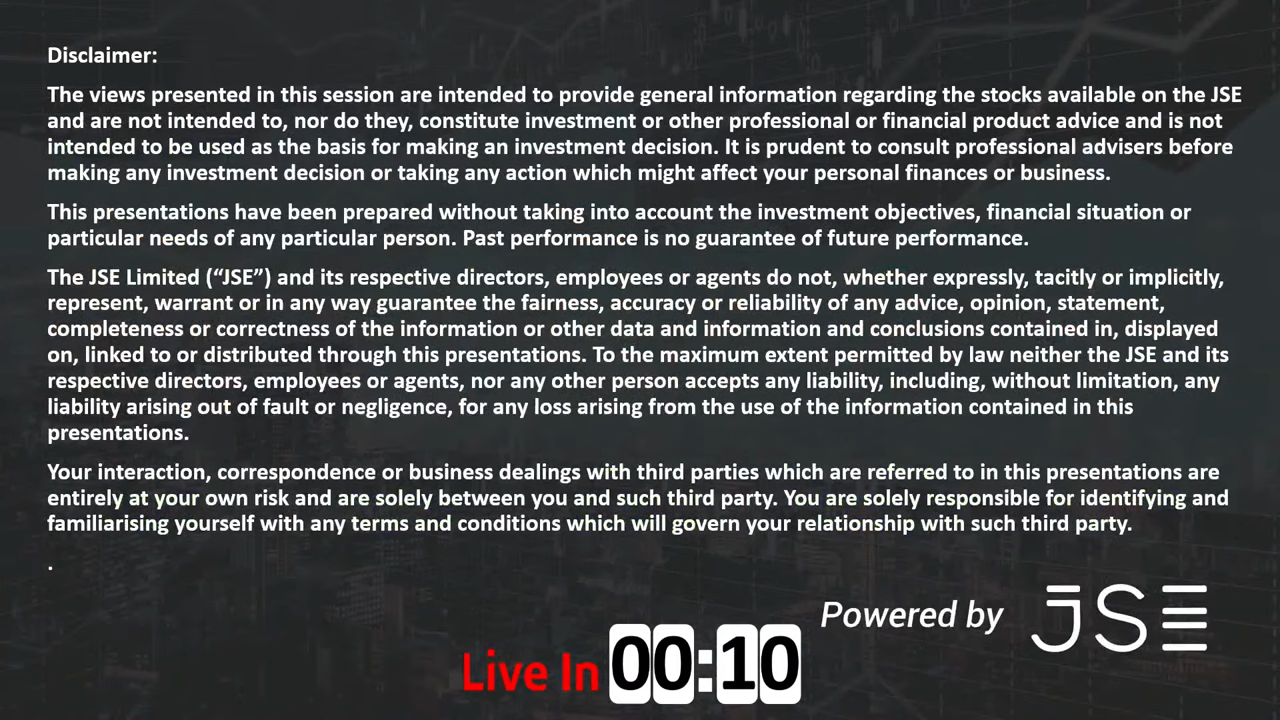 Disclaimer:
The views presented in this session are intended to provide general information regarding the stocks available on the JSE
and are not intended to, nor do they, constitute investment or other professional or financial product advice and is not
intended to be used as the basis for making an investment decision. It is prudent to consult professional advisers before
making any investment decision or taking any action which might affect your personal finances or business.
This presentations have been prepared without taking into account the investment objectives, financial situation or
particular needs of any particular person. Past performance is no guarantee of future performance.
The JSE Limited (“JSE”) and its respective directors, employees or agents do not, whether expressly, tacitly or implicitly,
represent, warrant or in any way guarantee the fairness, accuracy or reliability of any advice, opinion, statement,
completeness or correctness of the information or other data and information and conclusions contained in, displayed
on, linked to or distributed through this presentations. To the maximum extent permitted by law neither the JSE and its
respective directors, employees or agents, nor any other person accepts any liability, including, without limitation, any
liability arising out of fault or negligence, for any loss arising from the use of the information contained in this
presentations.
Your interaction, correspondence or business dealings with third parties which are referred to in this presentations are
entirely at your own risk and are solely between you and such third party. You are solely responsible for identifying and
familiarising yourself with any terms and conditions which will govern your relationship with such third party.
.
Powered by JSE
Live In 00:10